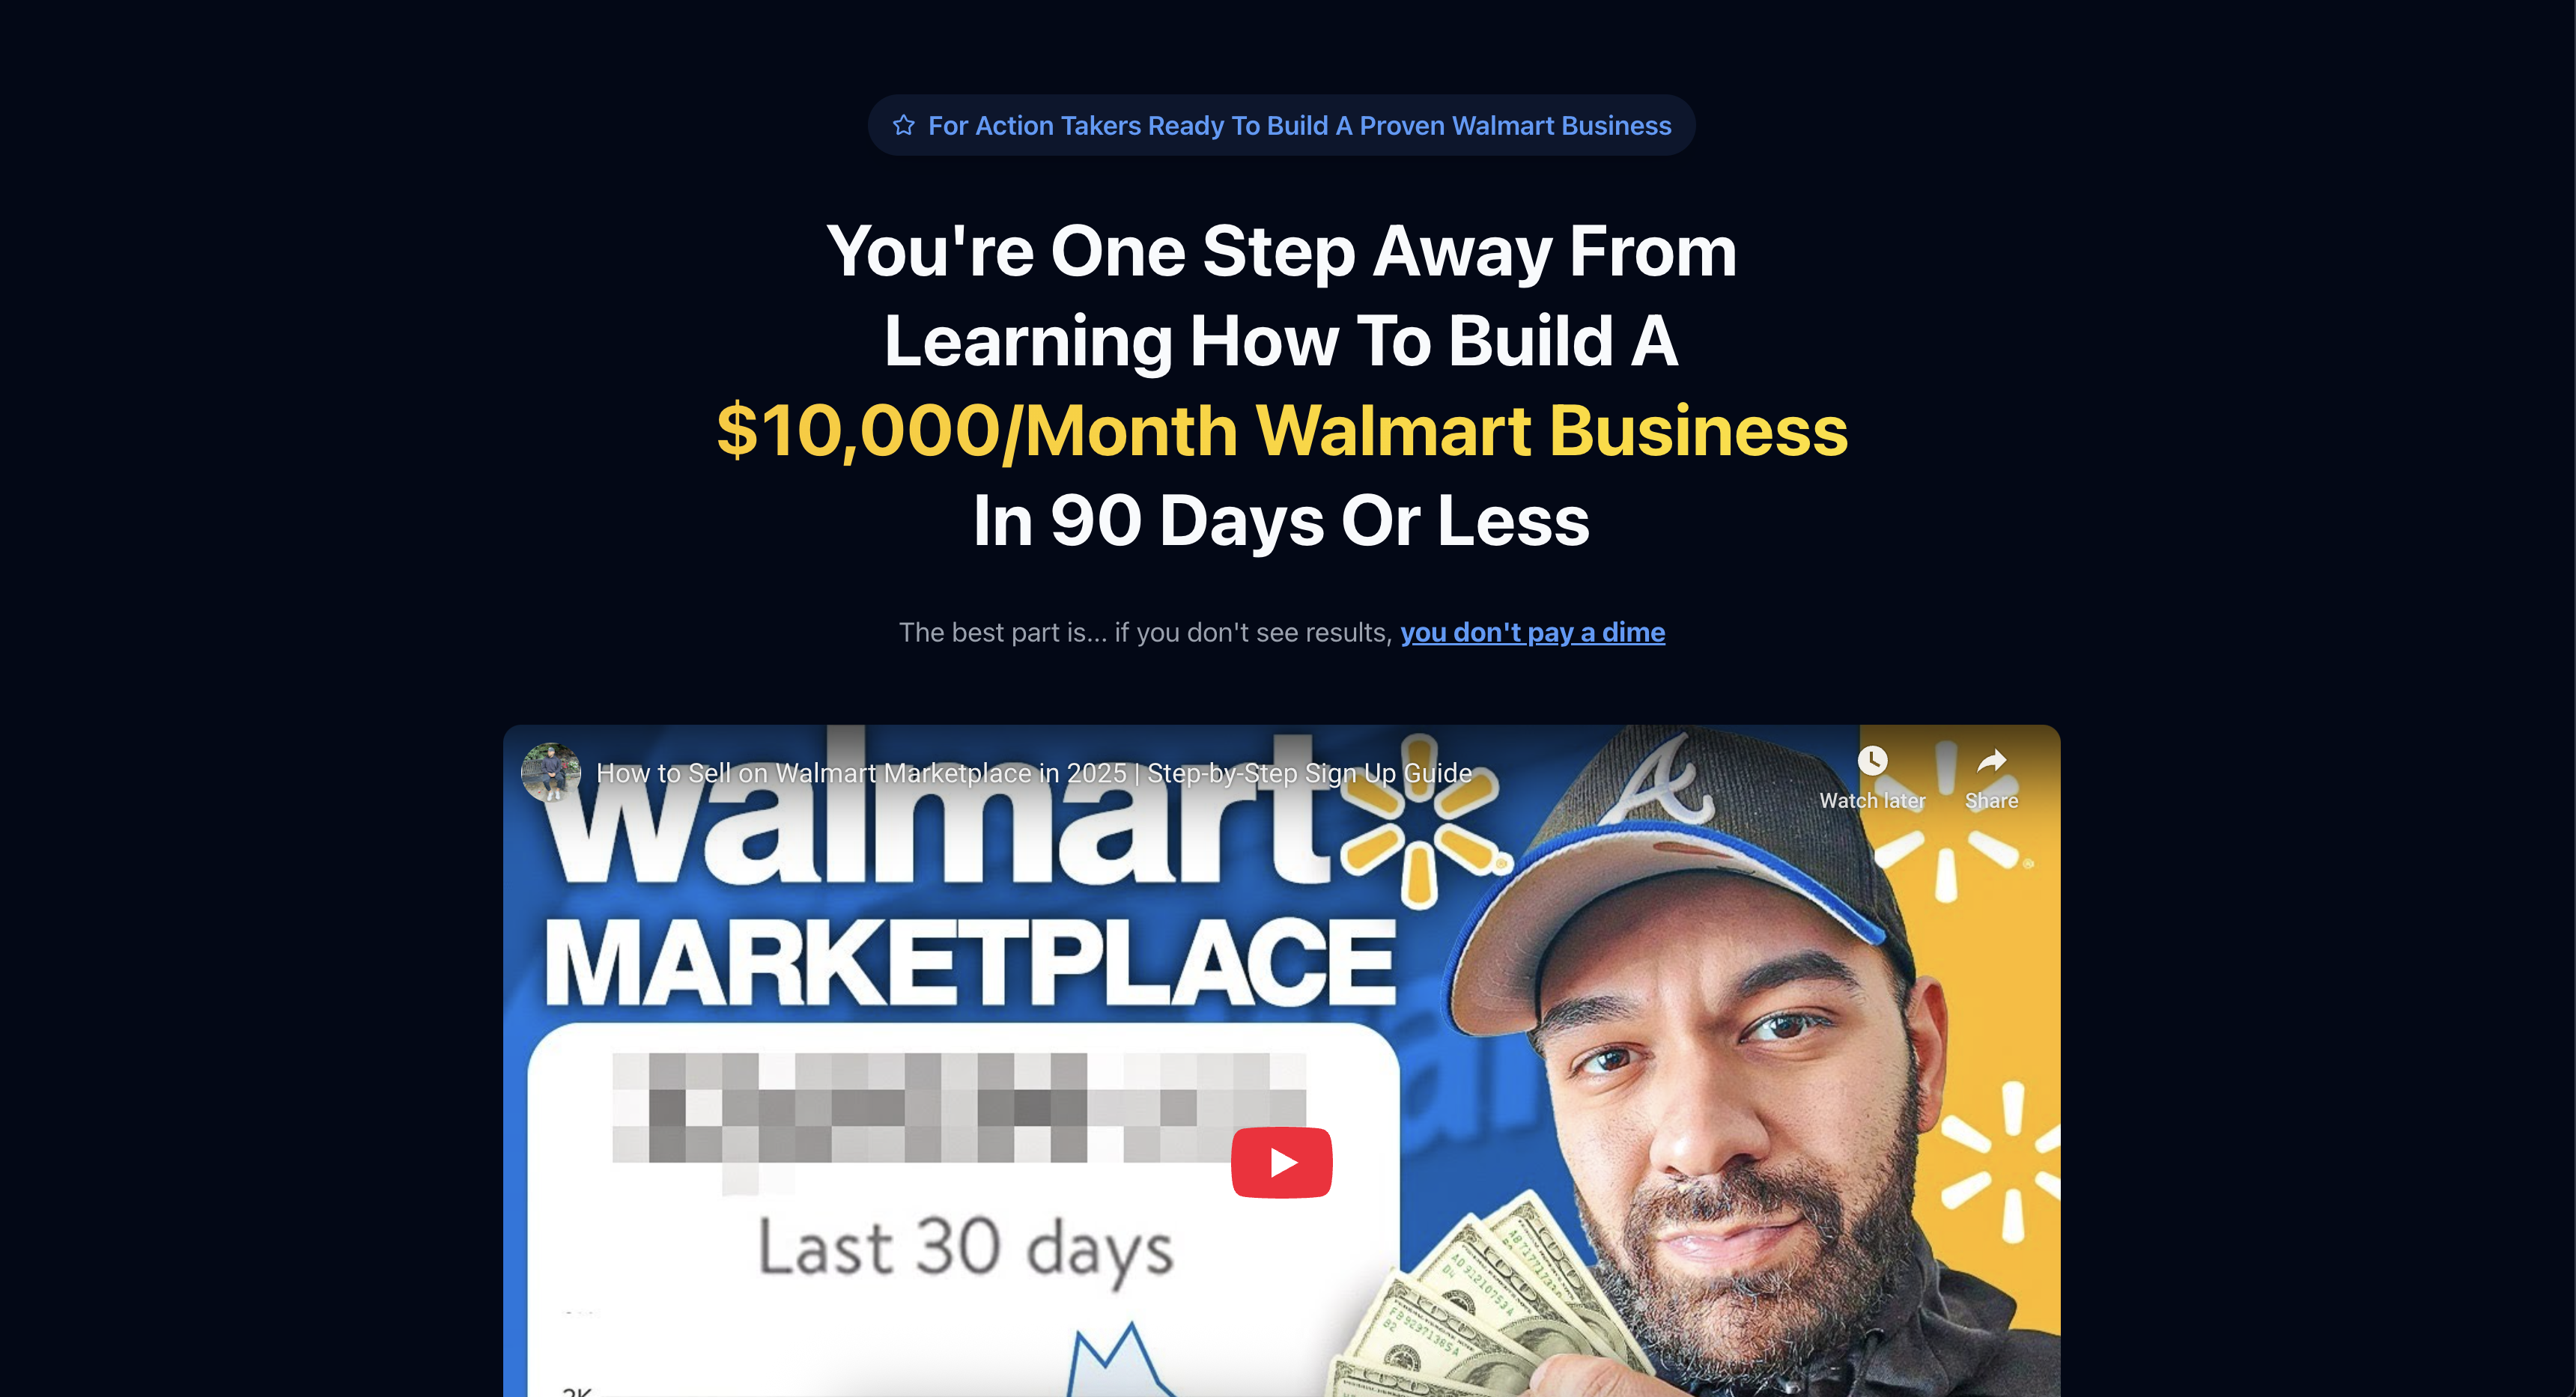 For Action Takers Ready To Build A Proven Walmart Business
You're One Step Away From
Learning How To Build A
$10,000/Month Walmart Business
In 90 Days Or Less
The best part is... if you don't see results, you don't pay a dime
How to Sell on Walmart Marketplace in 2025 | Step-by-Step Sign Up Guide
Watch later
Share
walmart
MARKETPLACE
A
Last 30 days